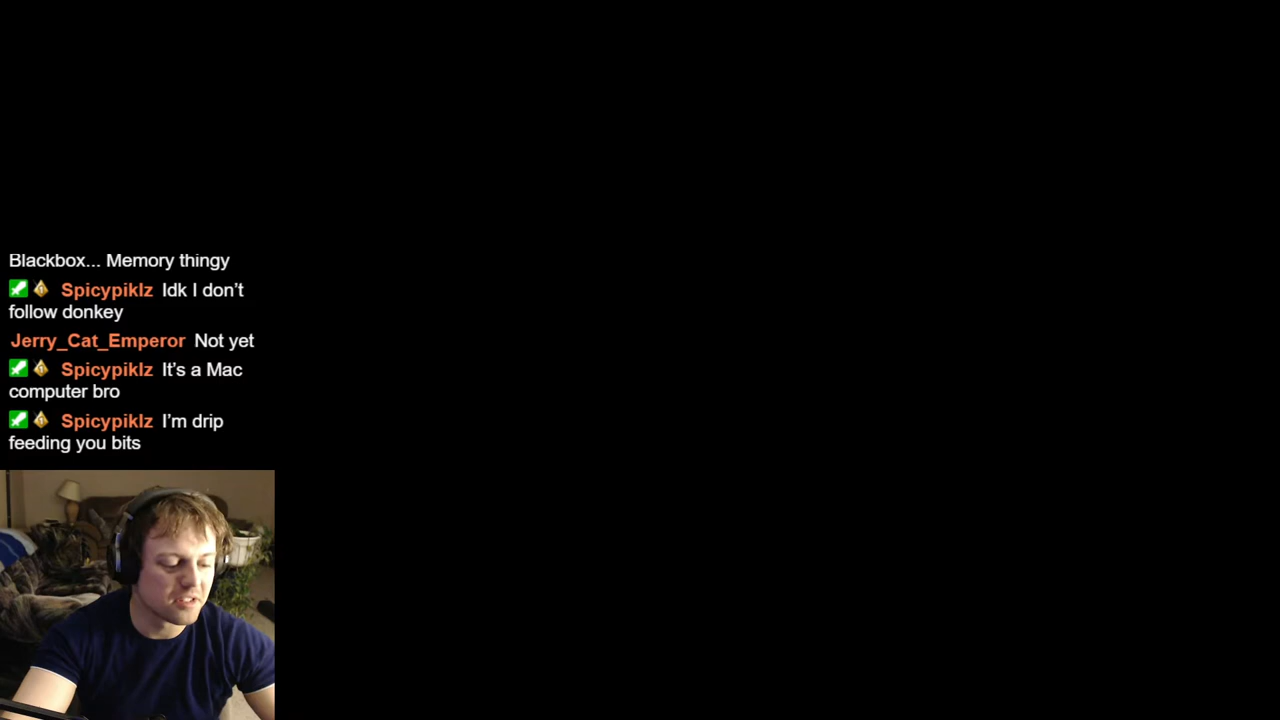 Blackbox... Memory thingy
Spicypiklz Idk I don’t
follow donkey
Jerry_Cat_Emperor Not yet
Spicypiklz It’s a Mac
computer bro
Spicypiklz I’m drip
feeding you bits